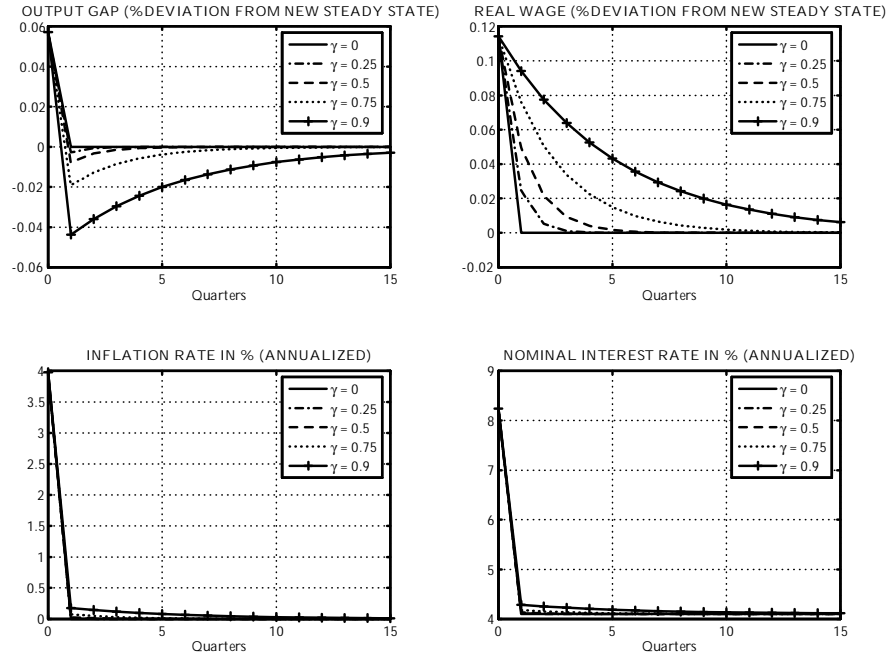 OUTPUT GAP (%DEVIATION FROM NEW STEADY STATE)
0.06
0.04
0.02
0
-0.02
-0.04
-0.06
0
5
10
15
Quarters
γ = 0
γ = 0.25
γ = 0.5
γ = 0.75
γ = 0.9
REAL WAGE (%DEVIATION FROM NEW STEADY STATE)
0.12
0.1
0.08
0.06
0.04
0.02
0
-0.02
0
5
10
15
Quarters
γ = 0
γ = 0.25
γ = 0.5
γ = 0.75
γ = 0.9
INFLATION RATE IN % (ANNUALIZED)
4
3.5
3
2.5
2
1.5
1
0.5
0
0
5
10
15
Quarters
γ = 0
γ = 0.25
γ = 0.5
γ = 0.75
γ = 0.9
NOMINAL INTEREST RATE IN % (ANNUALIZED)
9
8
7
6
5
4
0
5
10
15
Quarters
γ = 0
γ = 0.25
γ = 0.5
γ = 0.75
γ = 0.9